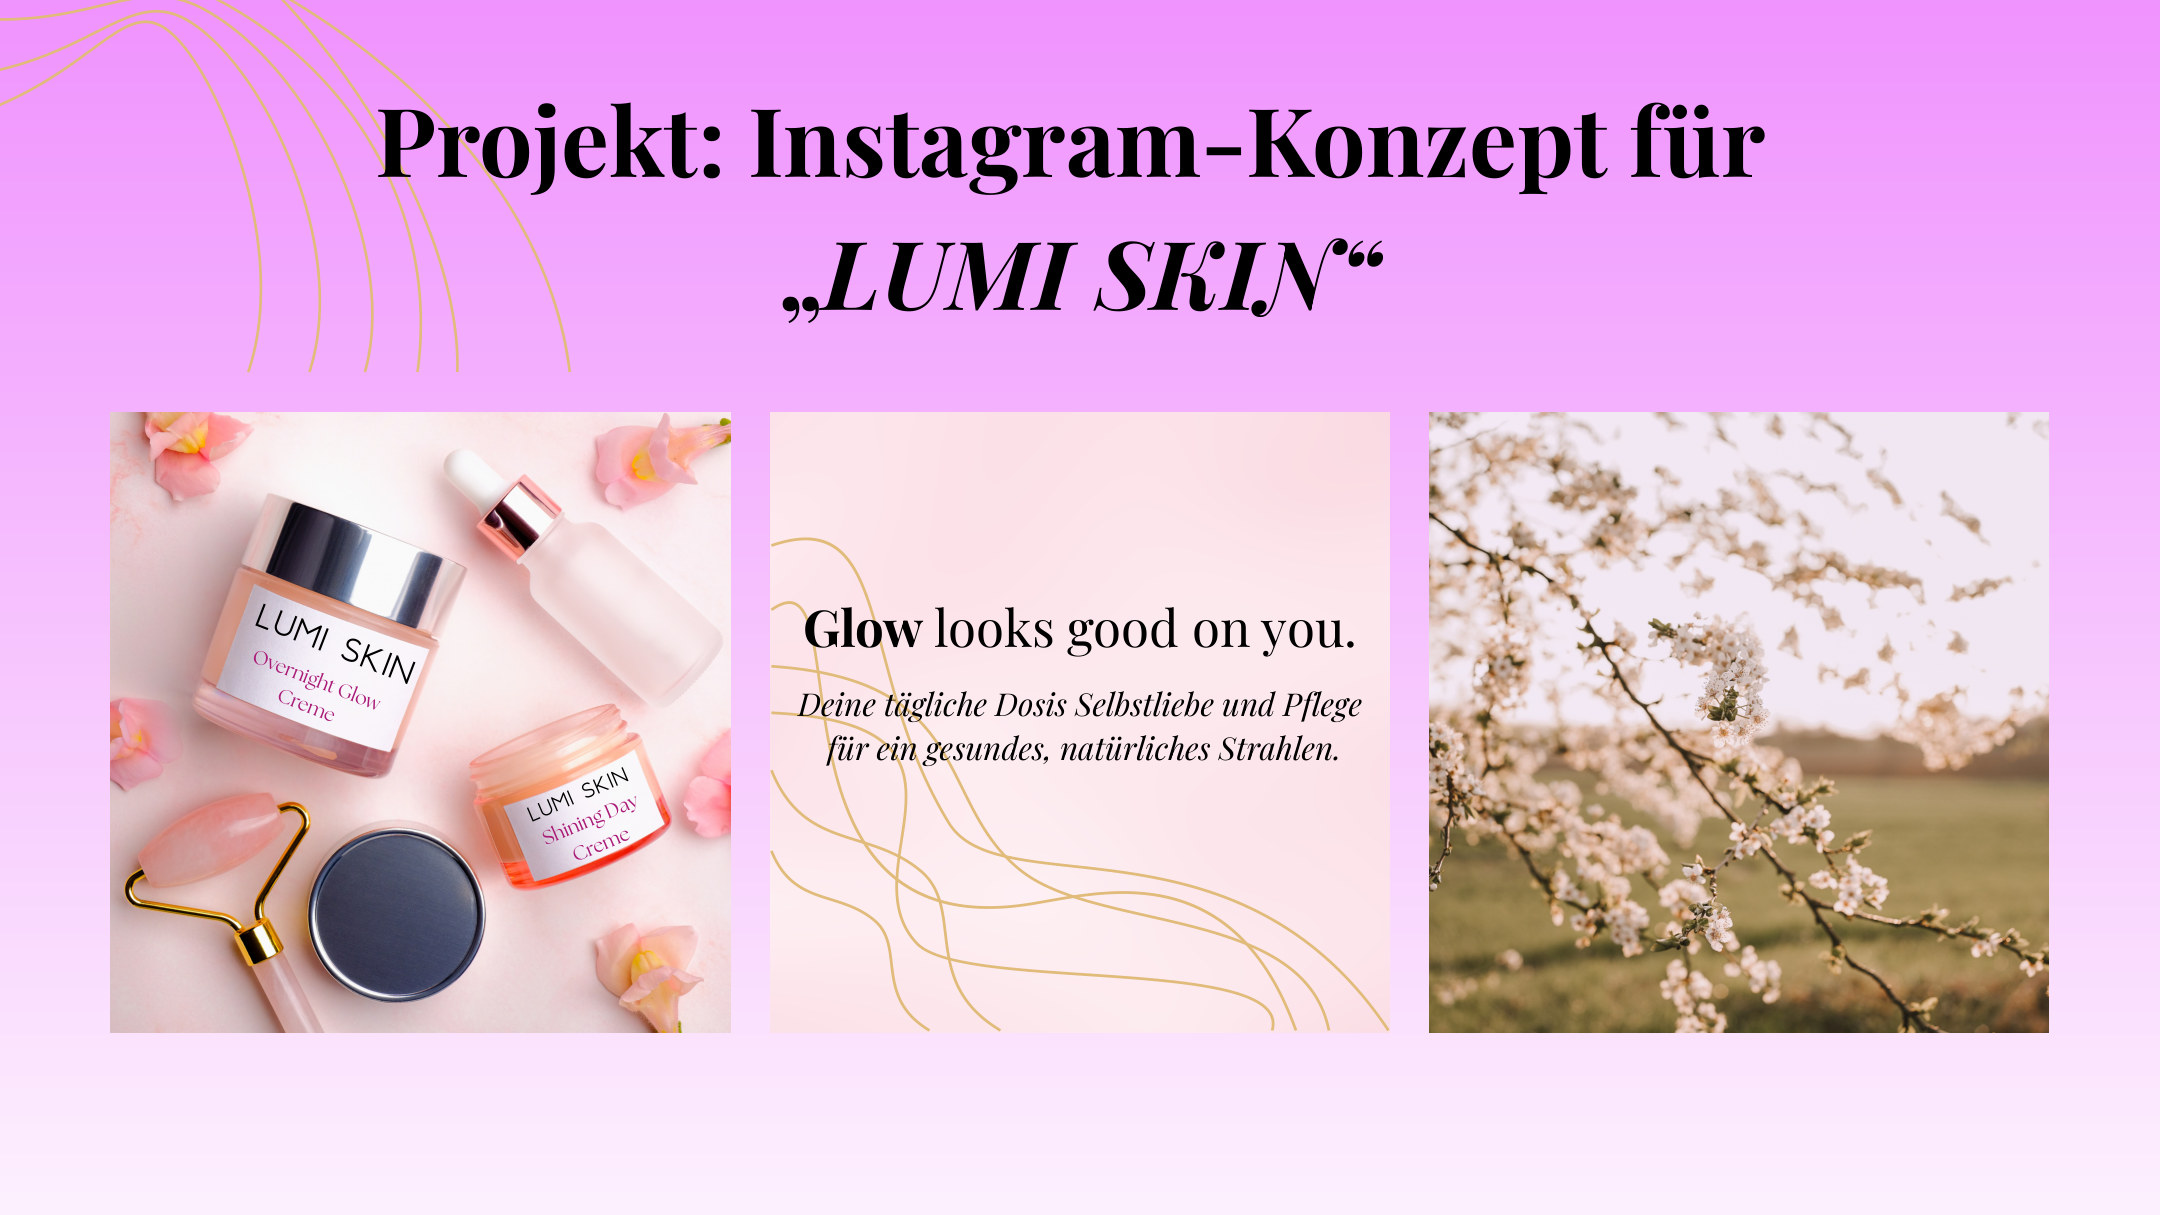 Projekt: Instagram-Konzept für
„LUMI SKIN“
LUMI SKIN
Overnight Glow
Creme
LUMI SKIN
Shining Day
Creme
Glow looks good on you.
Deine tägliche Dosis Selbstliebe und Pflege
für ein gesundes, natürliches Strahlen.